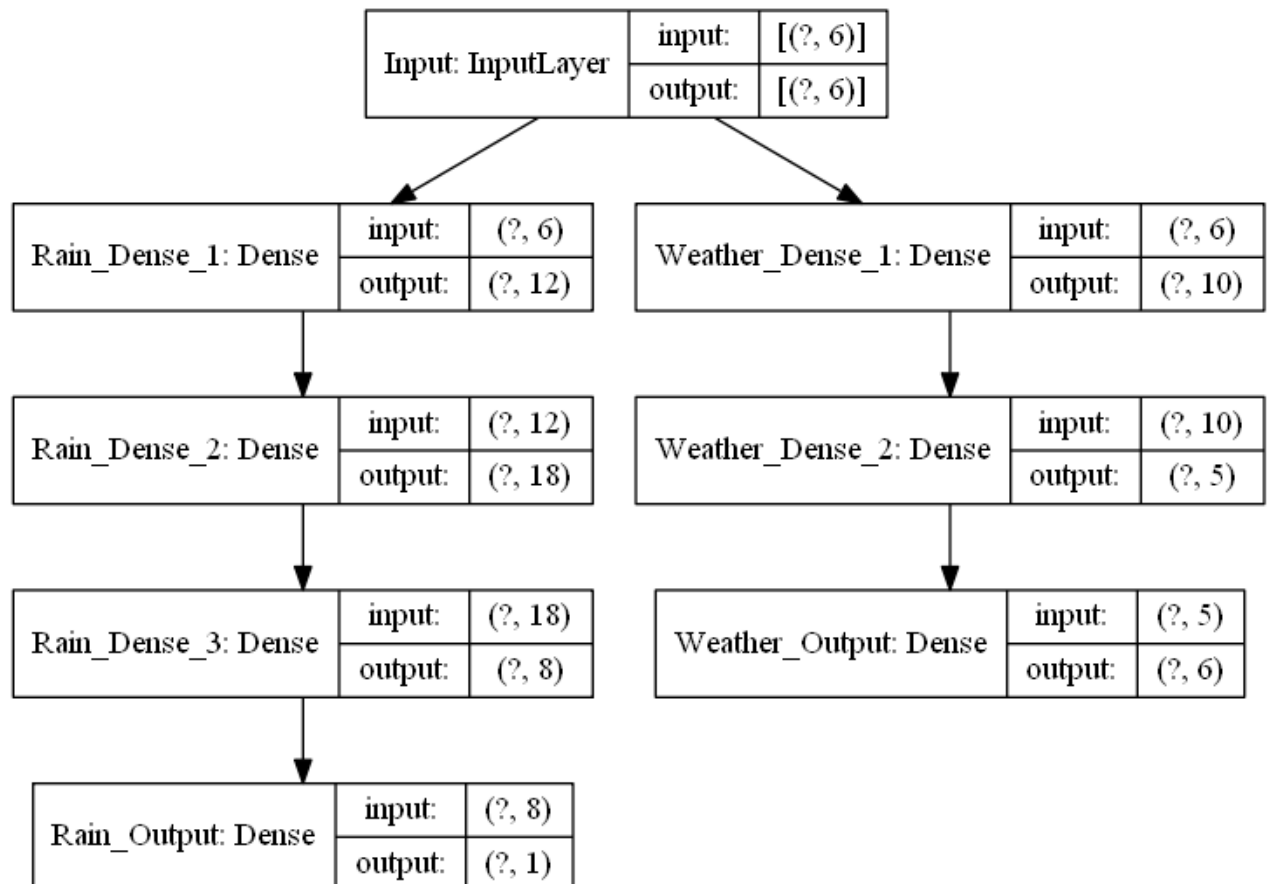 Input: InputLayer
input: [(?, 6)]
output: [(?, 6)]
Rain_Dense_1: Dense
input: (?, 6)
output: (?, 12)
Weather_Dense_1: Dense
input: (?, 6)
output: (?, 10)
Rain_Dense_2: Dense
input: (?, 12)
output: (?, 18)
Weather_Dense_2: Dense
input: (?, 10)
output: (?, 5)
Rain_Dense_3: Dense
input: (?, 18)
output: (?, 8)
Weather_Output: Dense
input: (?, 5)
output: (?, 6)
Rain_Output: Dense
input: (?, 8)
output: (?, 1)